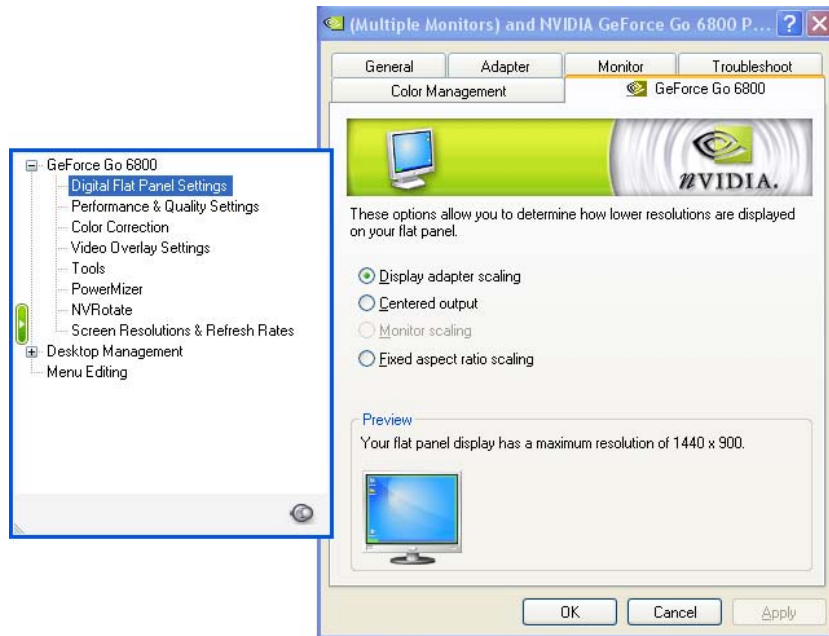 (Multiple Monitors) and NVIDIA GeForce Go 6800 P...
General
Adapter
Monitor
Troubleshoot
Color Management
GeForce Go 6800
nVIDIA.
These options allow you to determine how lower resolutions are displayed
on your flat panel.
Display adapter scaling
Centered output
Monitor scaling
Fixed aspect ratio scaling
Preview
Your flat panel display has a maximum resolution of 1440 x 900.
OK
Cancel
Apply
GeForce Go 6800
Digital Flat Panel Settings
Performance & Quality Settings
Color Correction
Video Overlay Settings
Tools
PowerMizer
NVRotate
Screen Resolutions & Refresh Rates
Desktop Management
Menu Editing